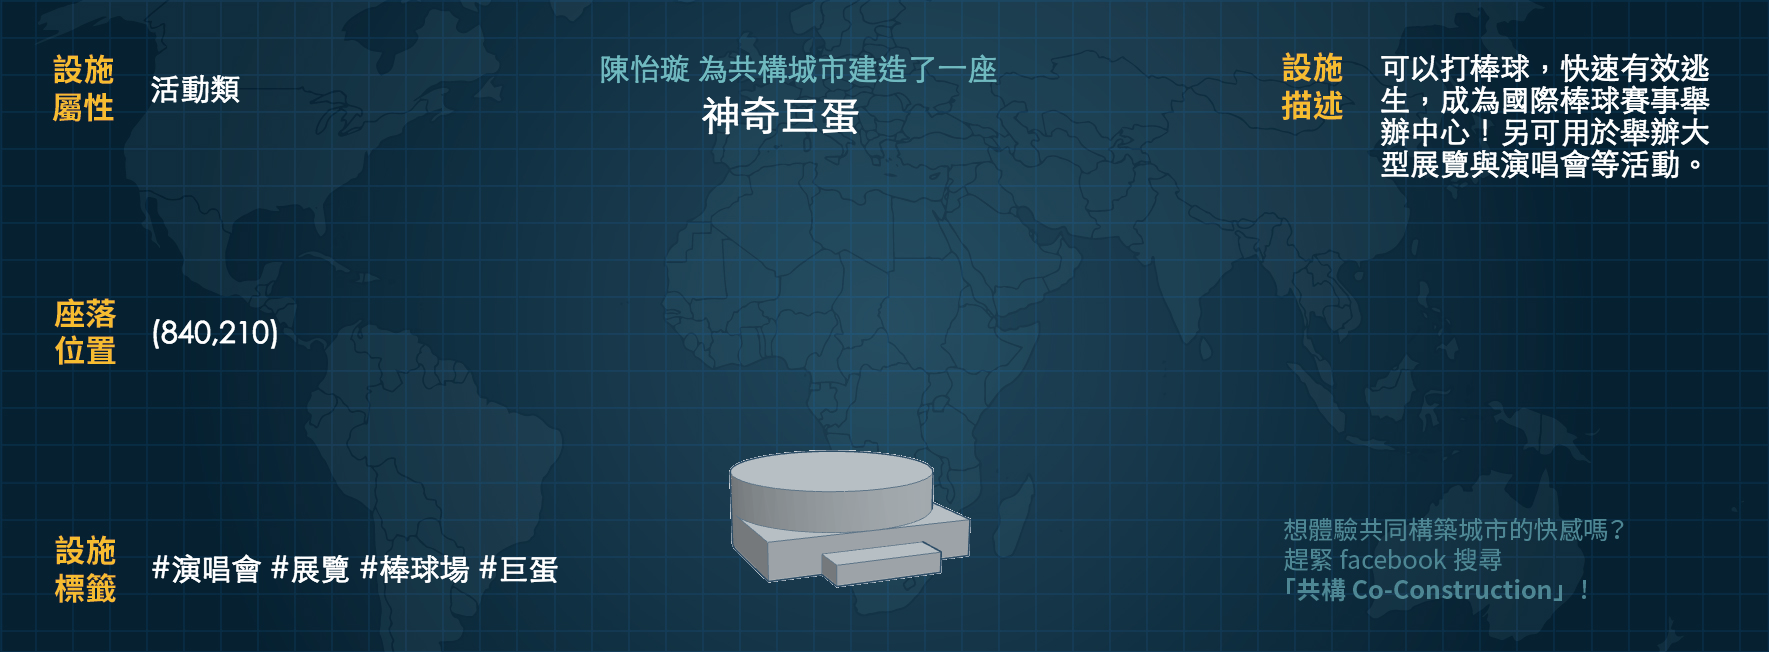 設施
屬性
活動類
陳怡璇 為共構城市建造了一座
神奇巨蛋
設施
描述
可以打棒球，快速有效逃
生，成為國際棒球賽事舉
辦中心！另可用於舉辦大
型展覽與演唱會等活動。
座落
位置
(840,210)
設施
標籤
#演唱會 #展覽 #棒球場 #巨蛋
想體驗共同構築城市的快感嗎?
趕緊 facebook 搜尋
「共構 Co-Construction」!